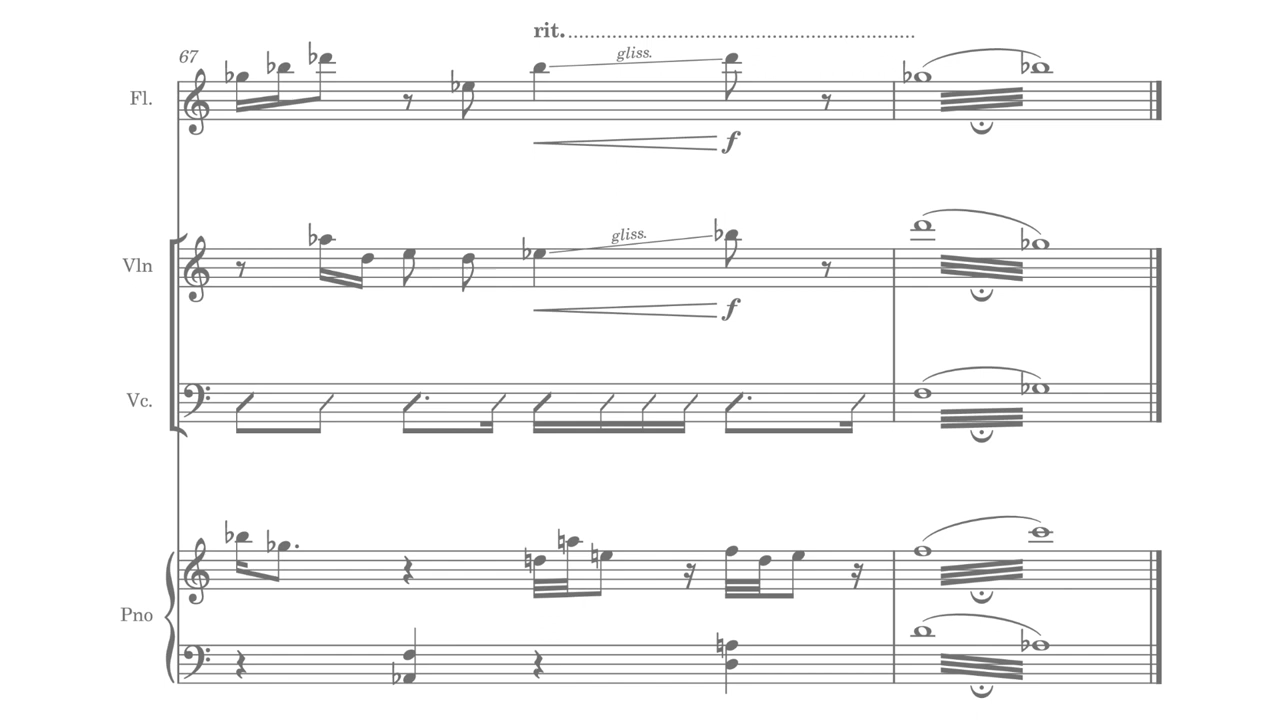 rit.
67
gliss.
Fl.
f
gliss.
Vln
f
Vc.
Pno